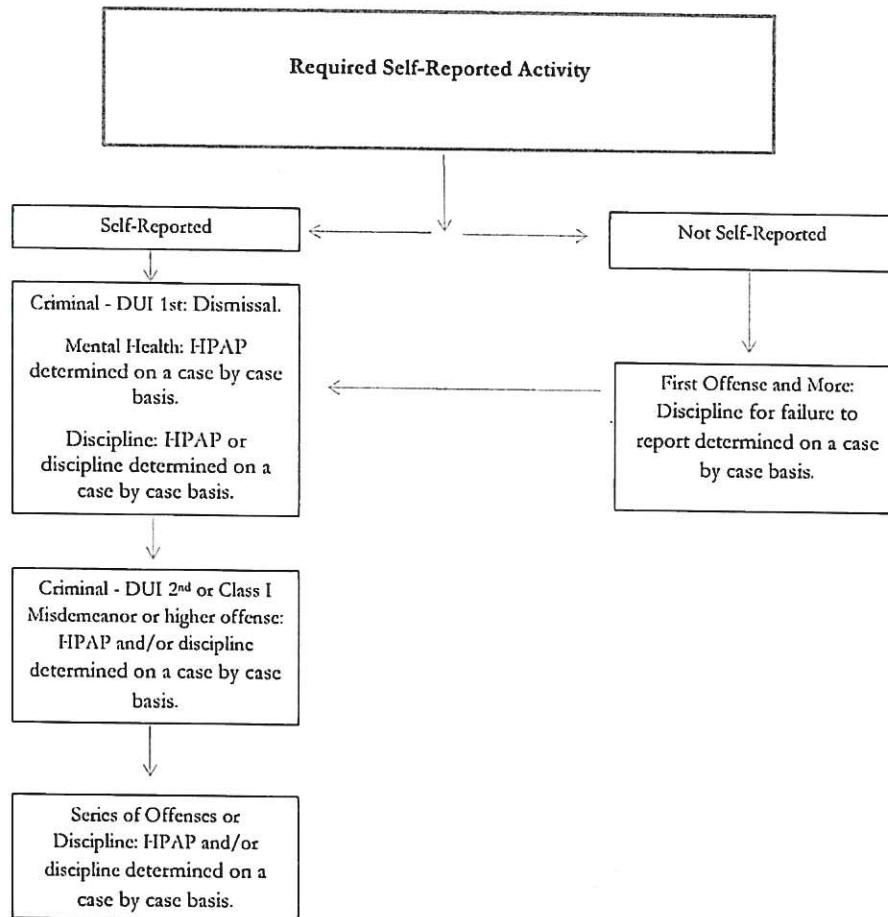 Required Self-Reported Activity
Self-Reported
Not Self-Reported
Criminal - DUI 1st: Dismissal.
Mental Health: HPAP
determined on a case by case
basis.
Discipline: HPAP or
discipline determined on a
case by case basis.
First Offense and More:
Discipline for failure to
report determined on a case
by case basis.
Criminal - DUI 2nd or Class I
Misdemeanor or higher offense:
HPAP and/or discipline
determined on a case by case
basis.
Series of Offenses or
Discipline: HPAP and/or
discipline determined on a
case by case basis.